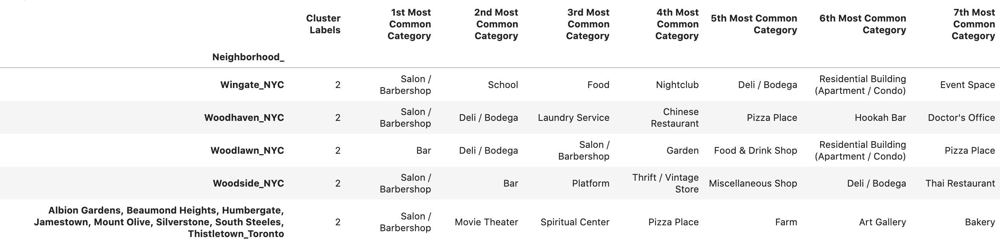 Cluster Labels 1st Most Common Category 2nd Most Common Category 3rd Most Common Category 4th Most Common Category 5th Most Common Category 6th Most Common Category 7th Most Common Category
Neighborhood_
Wingate_NYC 2 Salon / Barbershop School Food Nightclub Deli / Bodega Residential Building (Apartment / Condo) Event Space
Woodhaven_NYC 2 Salon / Barbershop Deli / Bodega Laundry Service Chinese Restaurant Pizza Place Hookah Bar Doctor's Office
Woodlawn_NYC 2 Bar Deli / Bodega Salon / Barbershop Garden Food & Drink Shop Residential Building (Apartment / Condo) Pizza Place
Woodside_NYC 2 Salon / Barbershop Bar Platform Thrift / Vintage Store Miscellaneous Shop Deli / Bodega Thai Restaurant
Albion Gardens, Beaumond Heights, Humbergate, Jamestown, Mount Olive, Silverstone, South Steeles, Thistletown_Toronto 2 Salon / Barbershop Movie Theater Spiritual Center Pizza Place Farm Art Gallery Bakery